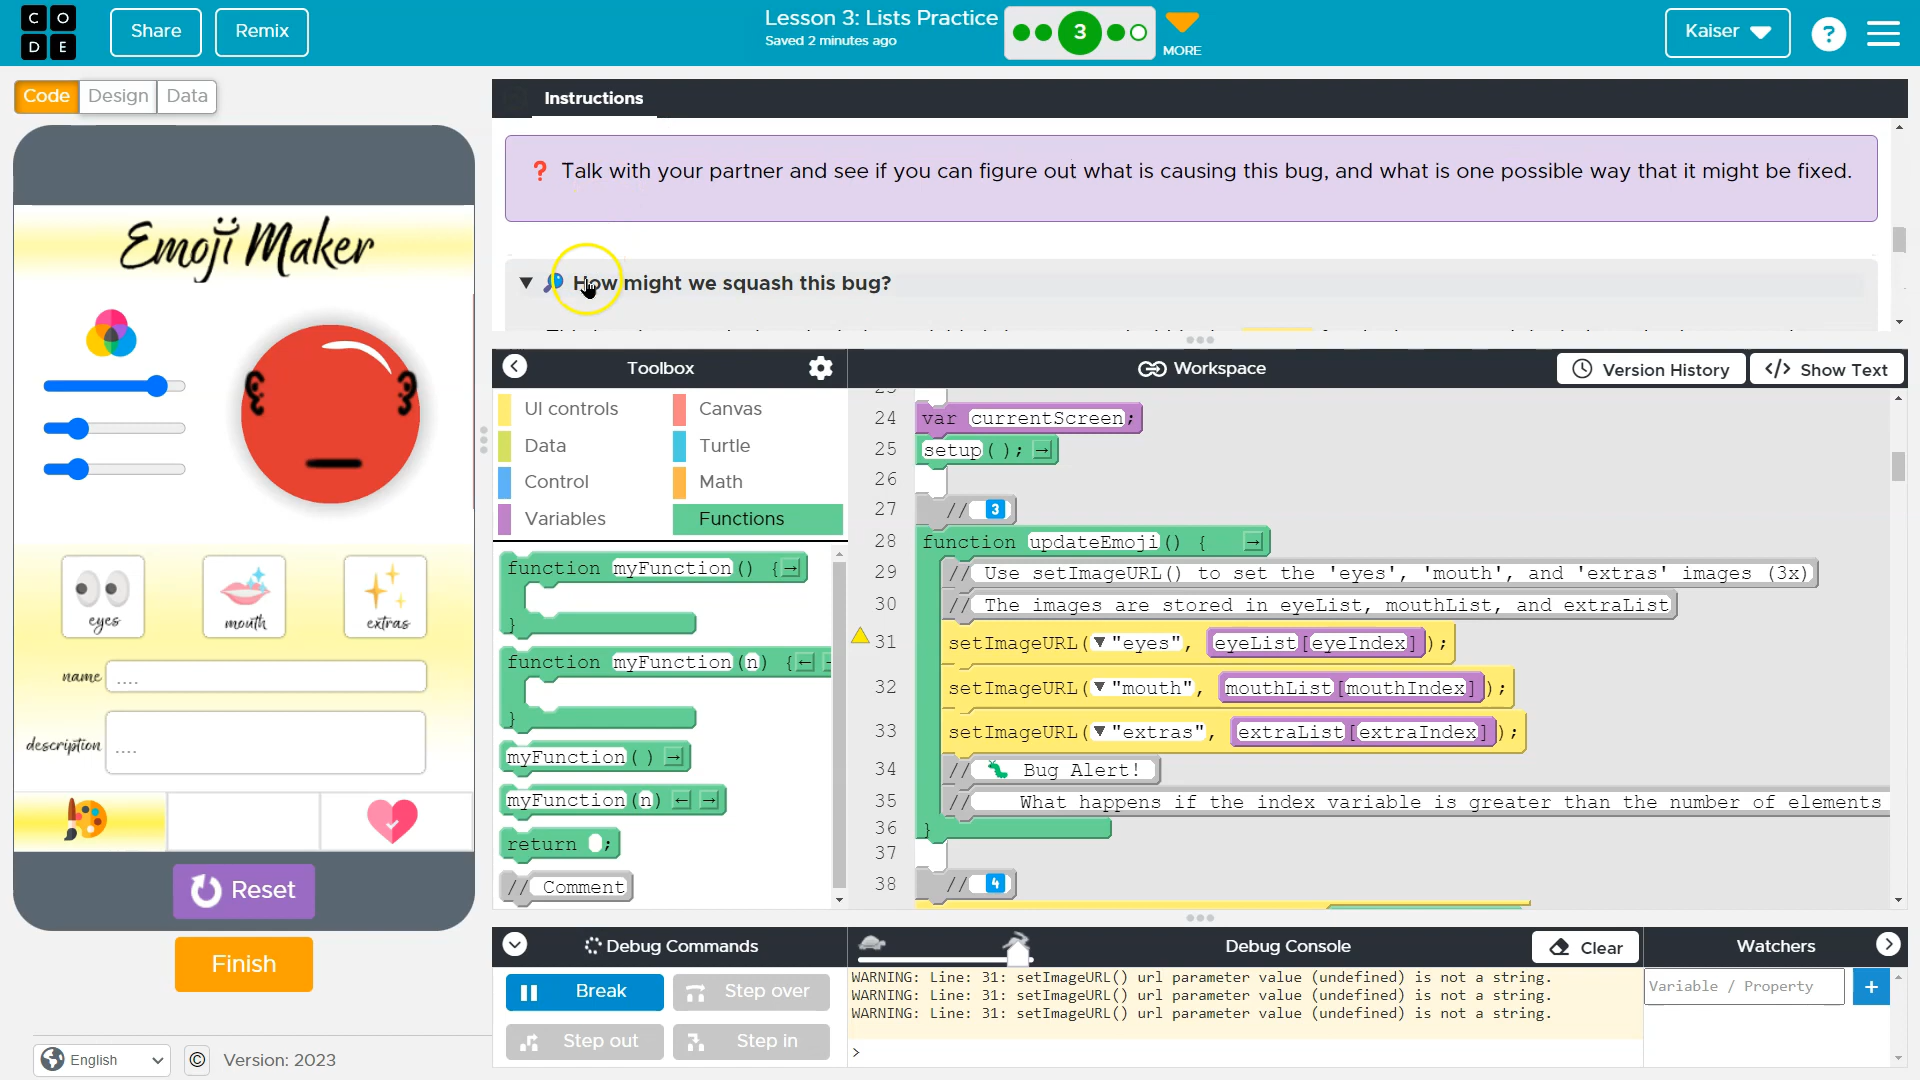 C O
D E
Share
Remix
Lesson 3: Lists Practice
Saved 2 minutes ago
3
MORE
Kaiser
?
Code
Design
Data
Instructions
❓ Talk with your partner and see if you can figure out what is causing this bug, and what is one possible way that it might be fixed.
▼ 🔎 How might we squash this bug?
Emoji Maker
eyes
mouth
extras
name
....
description
....
Reset
Finish
English
©
Version: 2023
Toolbox
UI controls
Canvas
Data
Turtle
Control
Math
Variables
Functions
function myFunction() {
}
function myFunction(n) {
}
myFunction()
myFunction(n)
return ;
// Comment
Workspace
Version History
</> Show Text
24 var currentScreen;
25 setup();
26
27 // 3
28 function updateEmoji() {
29 // Use setImageURL() to set the 'eyes', 'mouth', and 'extras' images (3x)
30 // The images are stored in eyeList, mouthList, and extraList
31 setImageURL(▼"eyes", eyeList[eyeIndex]);
32 setImageURL(▼"mouth", mouthList[mouthIndex]);
33 setImageURL(▼"extras", extraList[extraIndex]);
34 // 🐛 Bug Alert!
35 // What happens if the index variable is greater than the number of elements
36 }
37
38 // 4
Debug Commands
Break
Step over
Step out
Step in
Debug Console
Clear
WARNING: Line: 31: setImageURL() url parameter value (undefined) is not a string.
WARNING: Line: 31: setImageURL() url parameter value (undefined) is not a string.
WARNING: Line: 31: setImageURL() url parameter value (undefined) is not a string.
>
Watchers
Variable / Property
+